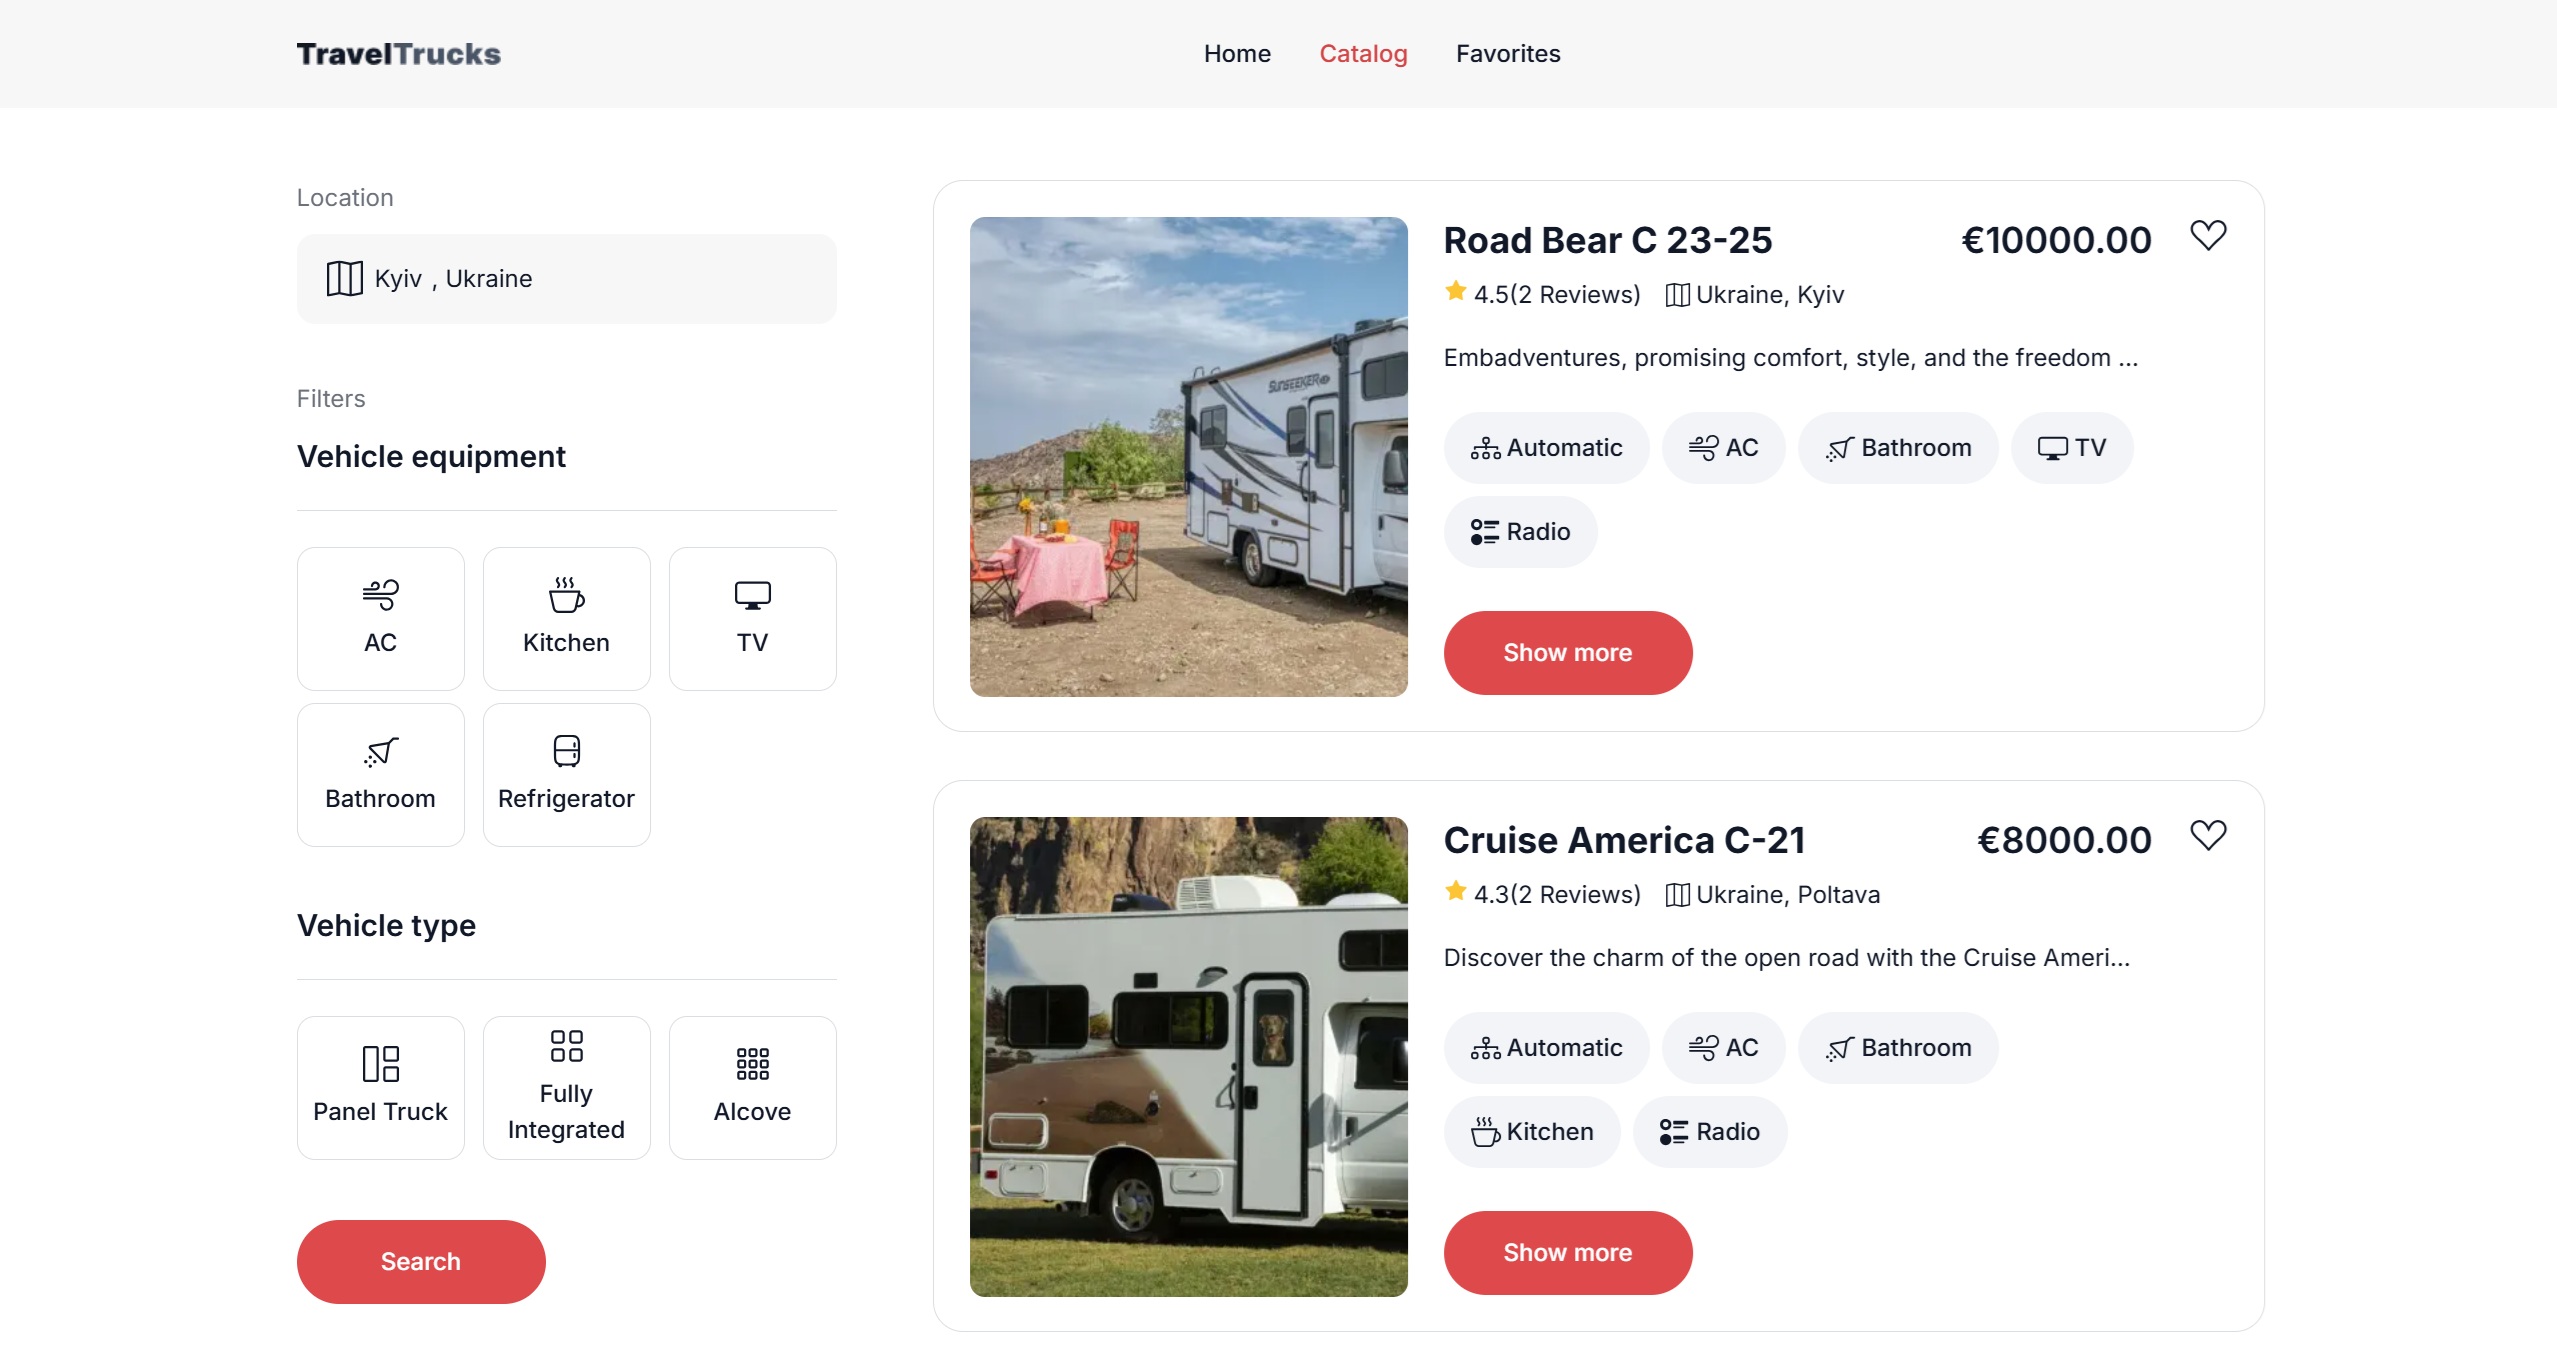 TravelTrucks
Home Catalog Favorites
Location
Kyiv , Ukraine
Filters
Vehicle equipment
AC Kitchen TV
Bathroom Refrigerator
Vehicle type
Panel Truck Fully Integrated Alcove
Search
Road Bear C 23-25 €10000.00
4.5(2 Reviews) Ukraine, Kyiv
Embadventures, promising comfort, style, and the freedom ...
Automatic AC Bathroom TV
Radio
Show more
SUNSEEKER
Cruise America C-21 €8000.00
4.3(2 Reviews) Ukraine, Poltava
Discover the charm of the open road with the Cruise Ameri...
Automatic AC Bathroom
Kitchen Radio
Show more